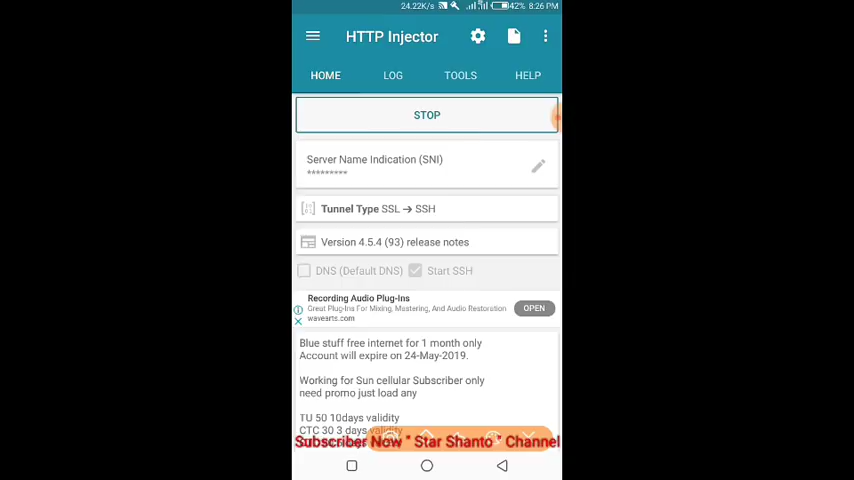 24.22K/s 42% 8:26 PM
HTTP Injector
HOME LOG TOOLS HELP
STOP
Server Name Indication (SNI)
*********
Tunnel Type SSL ➔ SSH
Version 4.5.4 (93) release notes
DNS (Default DNS) Start SSH
Recording Audio Plug-Ins
Great Plug-Ins For Mixing, Mastering, And Audio Restoration
wavearts.com
OPEN
Blue stuff free internet for 1 month only
Account will expire on 24-May-2019.
Working for Sun cellular Subscriber only
need promo just load any
TU 50 10days validity
CTC 30 3 days
Subscriber Now " Star Shanto " Channel